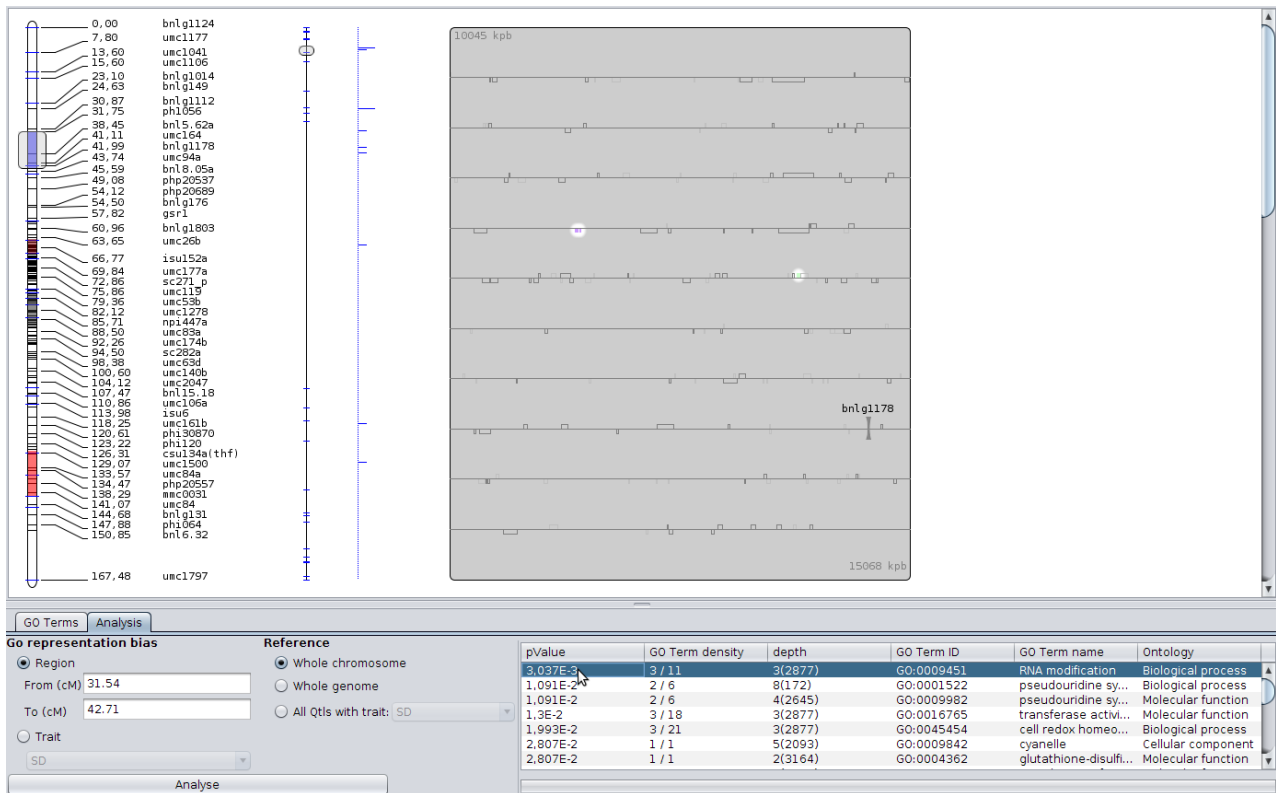 0,00 bnlg1124
7,80 umc1177
13,60 umc1041
15,60 umc1106
23,10 bnlg1014
24,63 bnlg149
30,87 bnlg1112
31,75 ph1056
38,45 bnl5.62a
41,11 umc164
41,99 bnlg1178
43,74 umc94a
45,59 bnl8.05a
49,08 php20537
54,12 php20689
54,50 bnlg176
57,82 gsr1
60,96 bnlg1803
63,65 umc26b
66,77 isu152a
69,84 umc177a
72,86 sc271_p
75,86 umc119
79,36 umc53b
82,12 umc1278
85,71 npi447a
88,50 umc83a
92,26 umc174b
94,50 sc282a
98,38 umc63d
100,60 umc140b
104,12 umc2047
107,47 bnl15.18
110,86 umc106a
113,98 isu6
118,25 umc161b
120,61 phi30870
123,22 phi120
126,31 csu134a(thf)
129,07 umc1500
133,57 umc84a
134,47 php20557
138,29 mmc0031
141,07 umc84
144,68 bnlg131
147,88 phi064
150,85 bnl6.32
167,48 umc1797
10045 kpb
bnlg1178
15068 kpb
GO Terms Analysis
Go representation bias
Region
From (cM) 31.54
To (cM) 42.71
Trait
SD
Analyse
Reference
Whole chromosome
Whole genome
All Qtls with trait: SD
pValue GO Term density depth GO Term ID GO Term name Ontology
3,037E-3 3 / 11 3(2877) GO:0009451 RNA modification Biological process
1,091E-2 2 / 6 8(172) GO:0001522 pseudouridine sy... Biological process
1,091E-2 2 / 6 4(2645) GO:0009982 pseudouridine sy... Molecular function
1,3E-2 3 / 18 3(2877) GO:0016765 transferase activi... Molecular function
1,993E-2 3 / 21 3(2877) GO:0045454 cell redox homeo... Biological process
2,807E-2 1 / 1 5(2093) GO:0009842 cyanelle Cellular component
2,807E-2 1 / 1 2(3164) GO:0004362 glutathione-disulfi... Molecular function